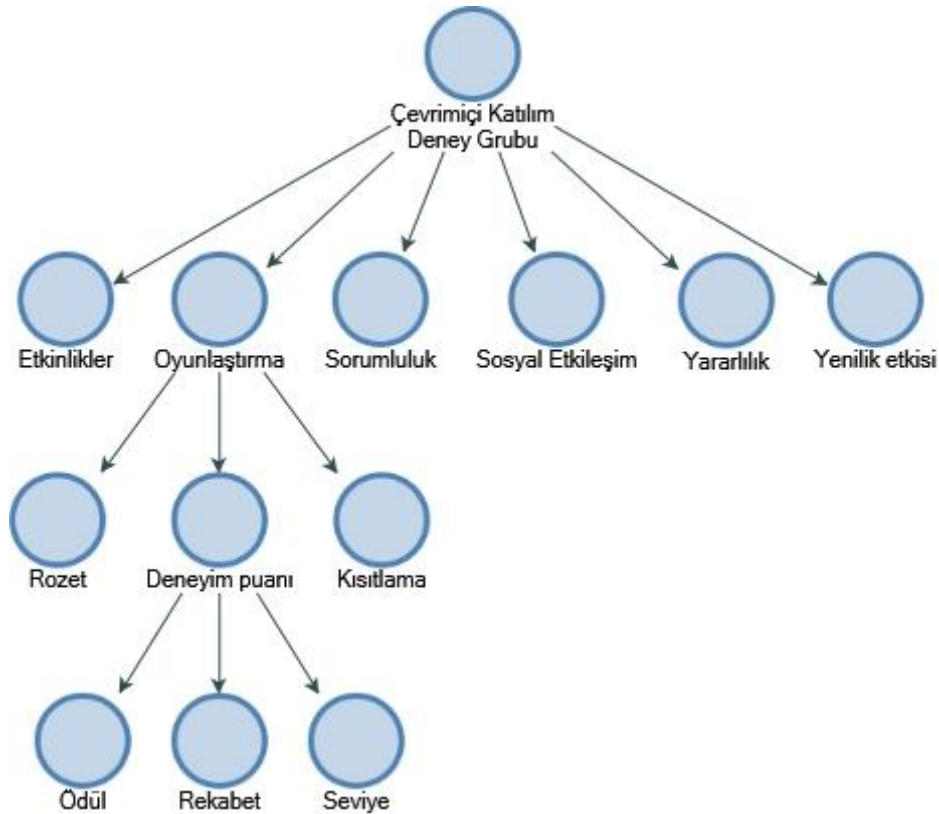 Çevrimiçi Katılım
Deney Grubu
Etkinlikler
Oyunlaştırma
Sorumluluk
Sosyal Etkileşim
Yararlılık
Yenilik etkisi
Rozet
Deneyim puanı
Kısıtlama
Ödül
Rekabet
Seviye